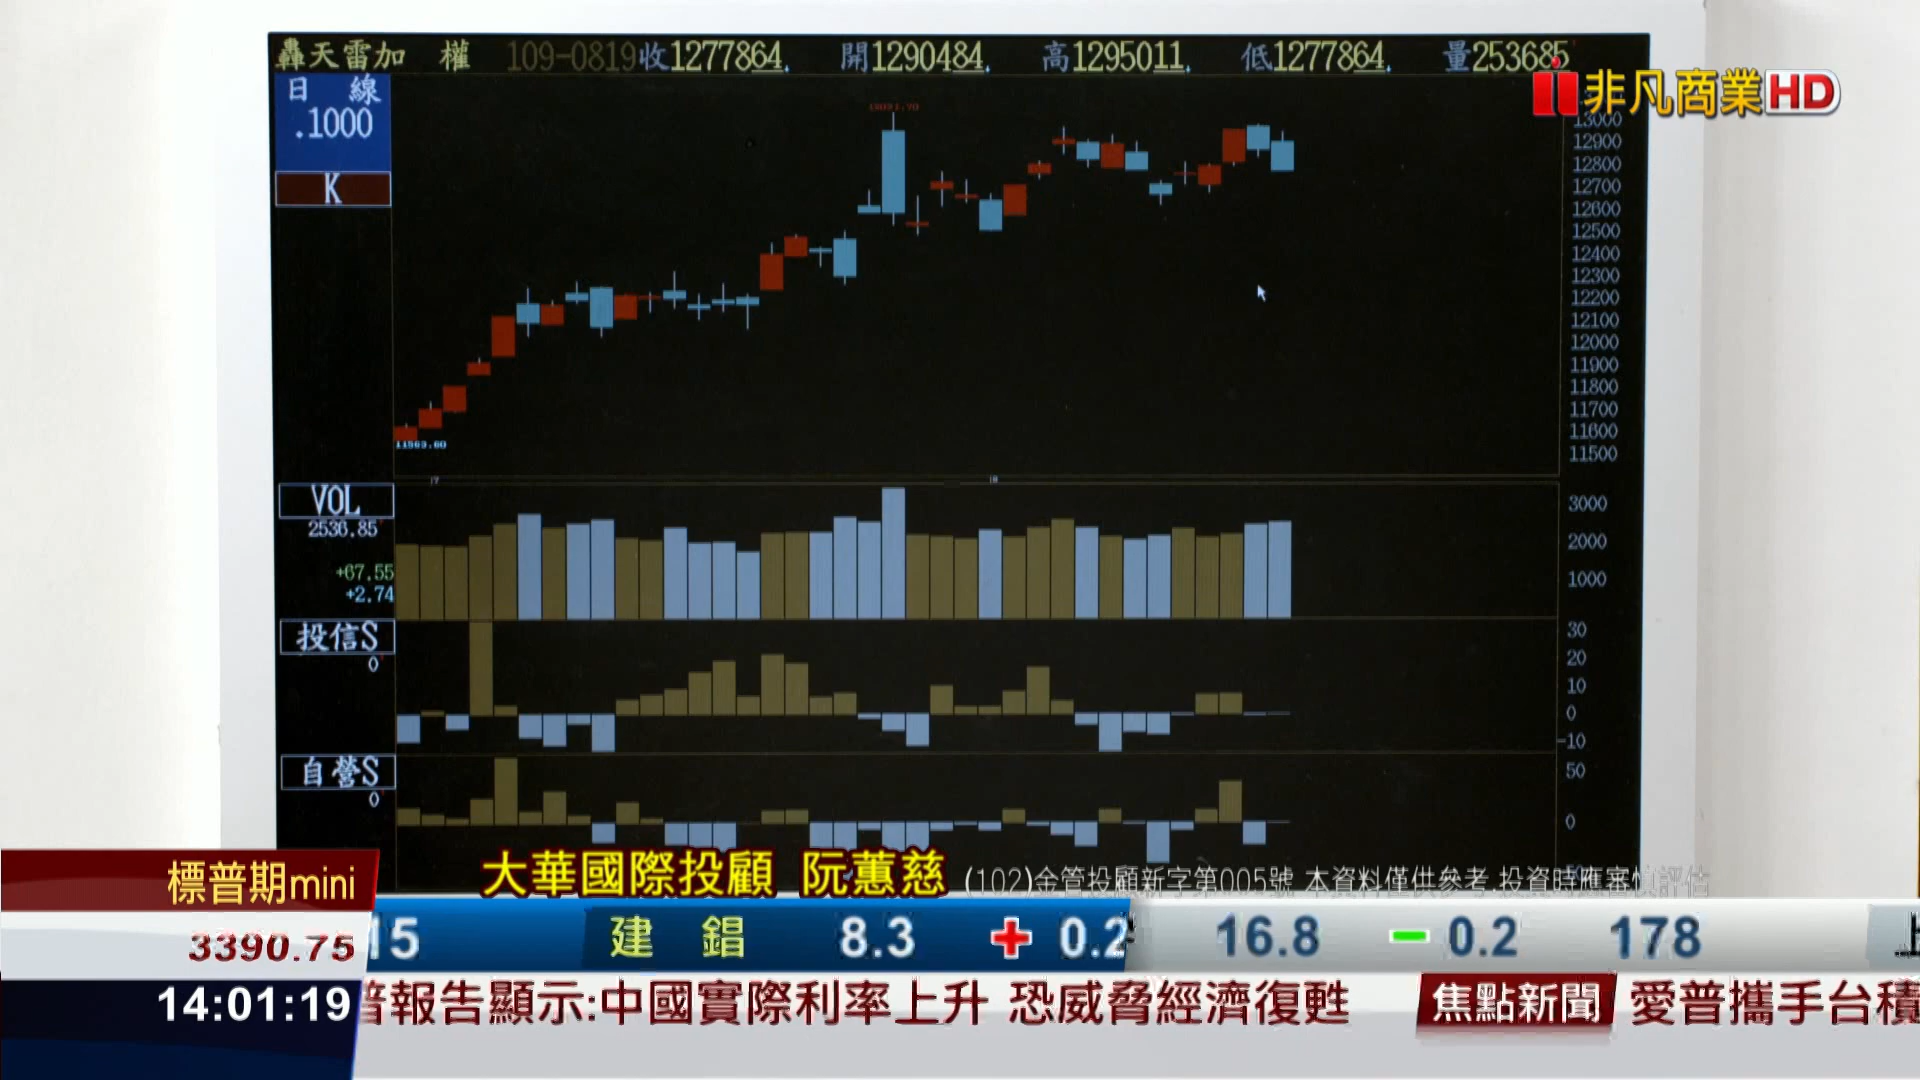 轟天雷加 權 109-0819收1277864. 開1290484. 高1295011. 低1277864. 量253685
日 線
.1000
K
非凡商業HD
13000
12900
12800
12700
12600
12500
12400
12300
12200
12100
12000
11900
11800
11700
11600
11500
11563.60
VOL
2536.85
+67.55
+2.74
3000
2000
1000
投信S
0
30
20
10
0
-10
自營S
0
50
0
大華國際投顧 阮蕙慈
(102)金管投顧新字第005號 本資料僅供參考,投資時應審慎評估
標普期mini
3390.75
15 建 錩 8.3 + 0.2 16.8 - 0.2 178 上
14:01:19
普報告顯示:中國實際利率上升 恐威脅經濟復甦 焦點新聞 愛普攜手台積